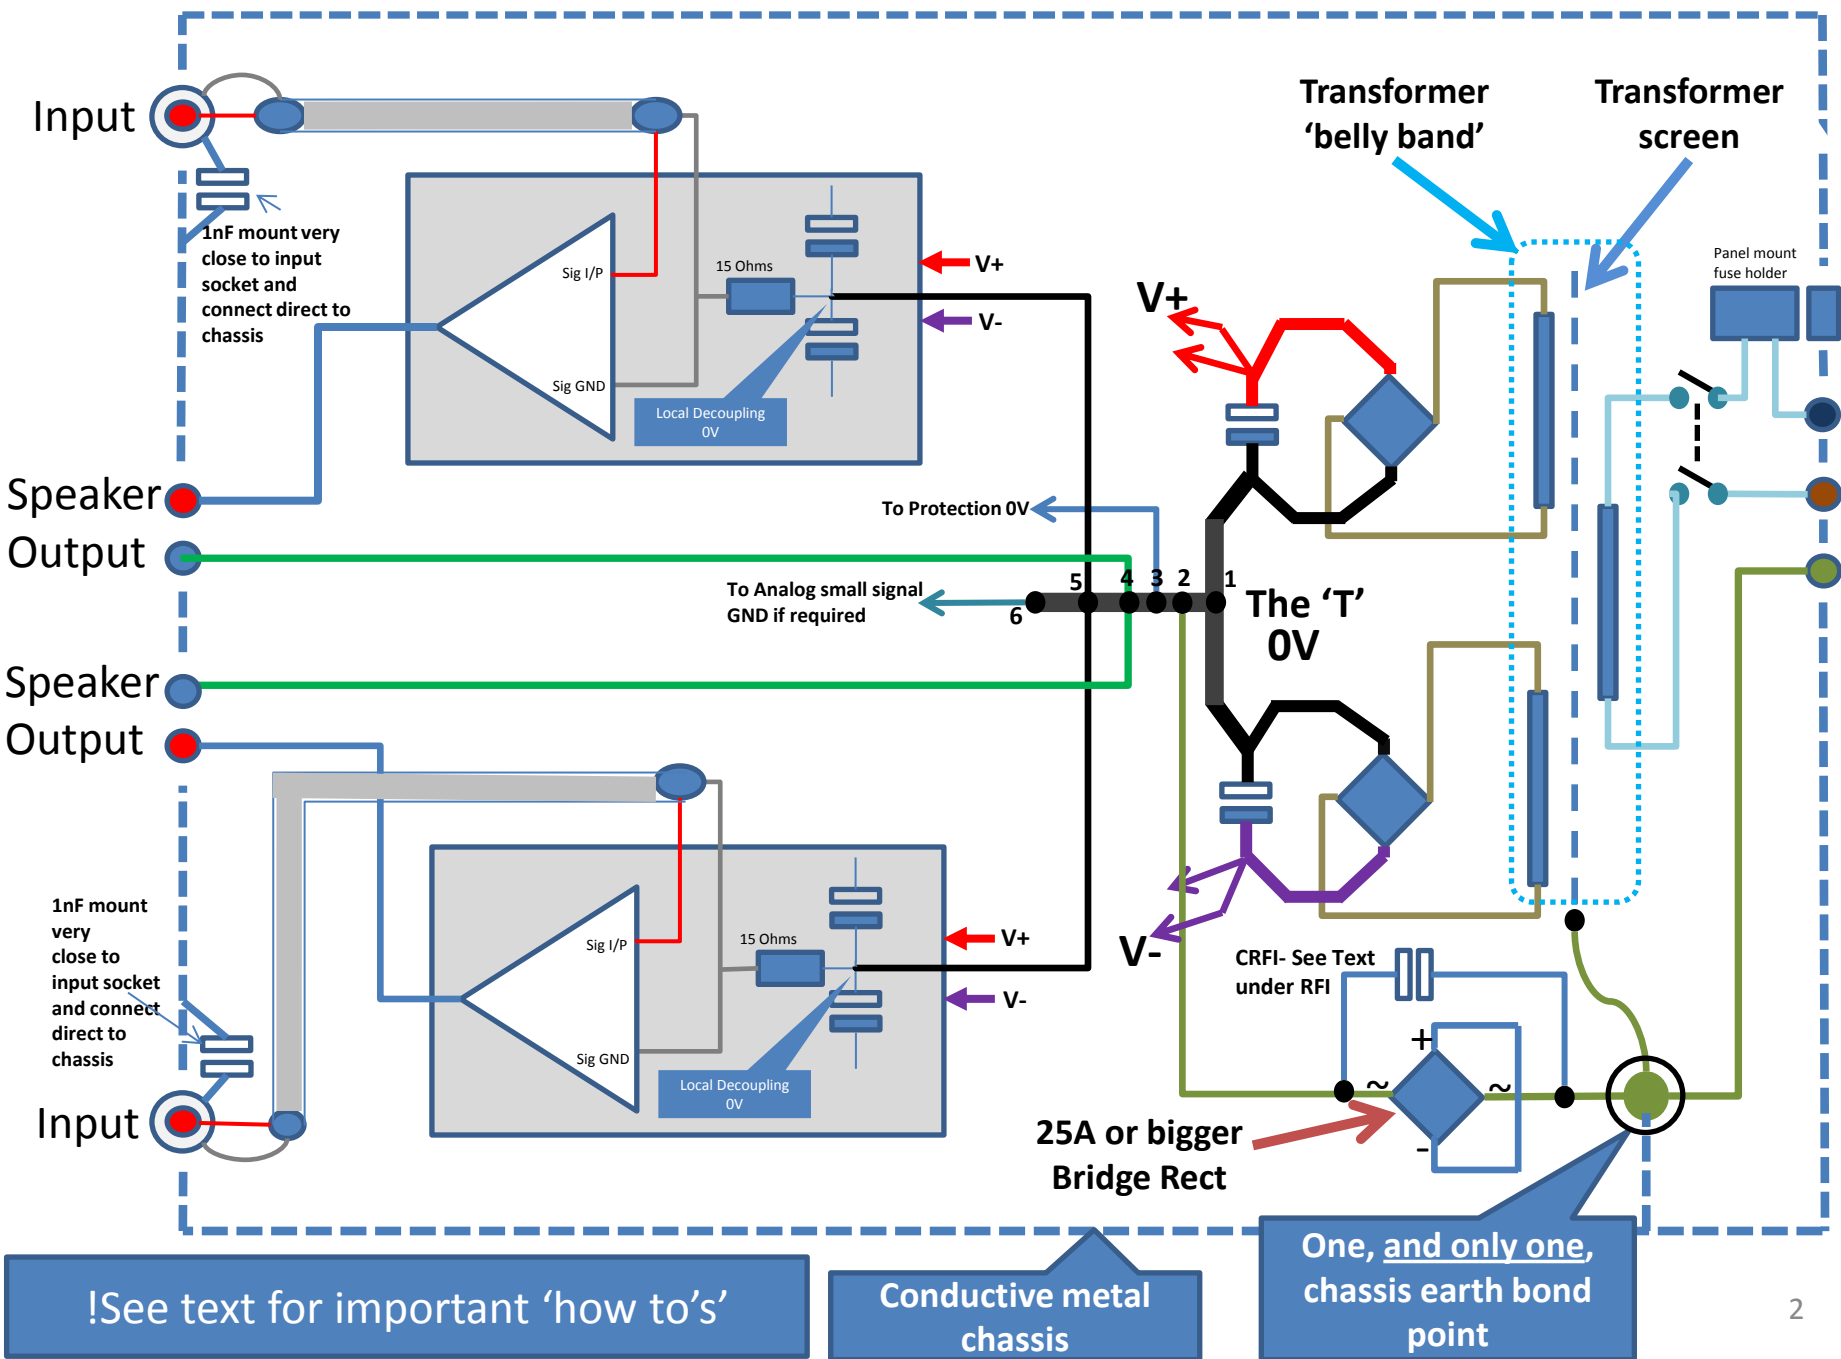 Input
1nF mount very
close to input
socket and
connect direct to
chassis
Sig I/P
Sig GND
15 Ohms
Local Decoupling
0V
V+
V-
Transformer
‘belly band’
Transformer
screen
Panel mount
fuse holder
V+
Speaker
Output
To Protection 0V
To Analog small signal
GND if required
6
5
4
3
2
1
The ‘T’
0V
Speaker
Output
1nF mount
very
close to
input socket
and connect
direct to
chassis
Input
Sig I/P
Sig GND
15 Ohms
Local Decoupling
0V
V+
V-
V-
CRFI- See Text
under RFI
+
~
~
-
25A or bigger
Bridge Rect
!See text for important ‘how to’s’
Conductive metal
chassis
One, and only one,
chassis earth bond
point
2